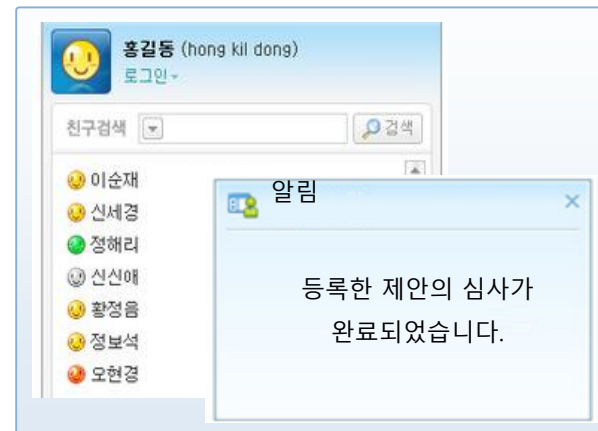 홍길동 (hong kil dong)
로그인
친구검색 검색
이순재
신세경
정해리
신신애
황정음
정보석
오현경
알림
등록한 제안의 심사가
완료되었습니다.